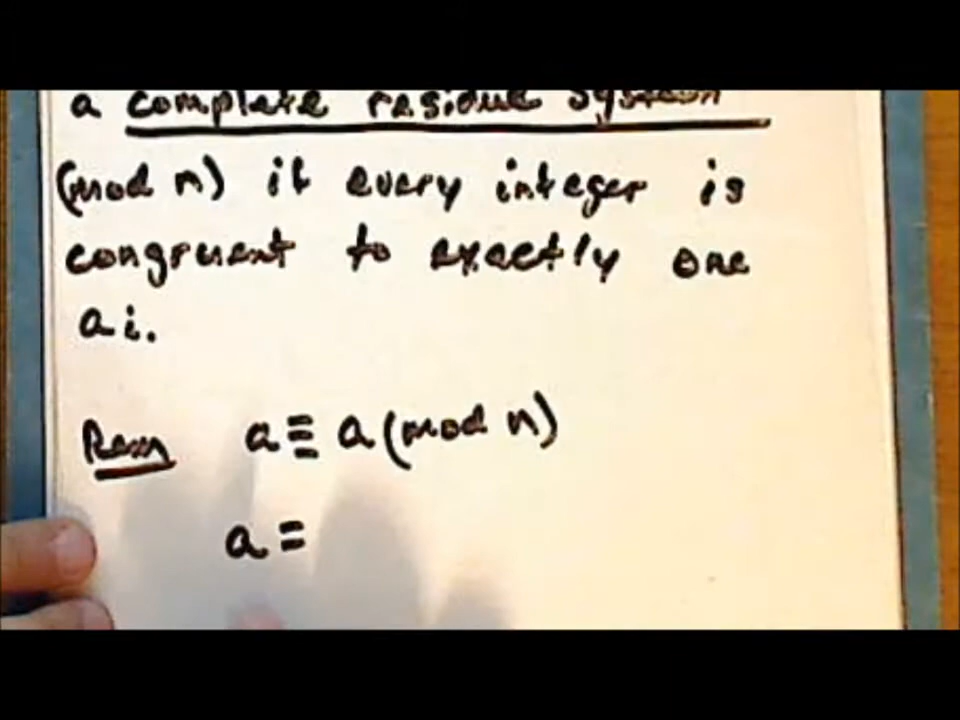 a complete residue system
(mod n) if every integer is
congruent to exactly one
ai.
Rem a ≡ a (mod n)
a =